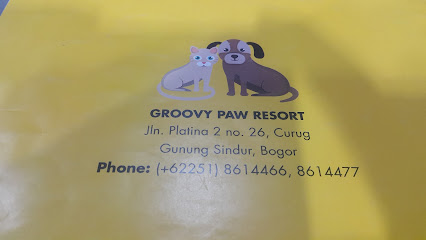 GROOVY PAW RESORT
Jln. Platina 2 no. 26, Curug
Gunung Sindur, Bogor
Phone: (+62251) 8614466, 8614477